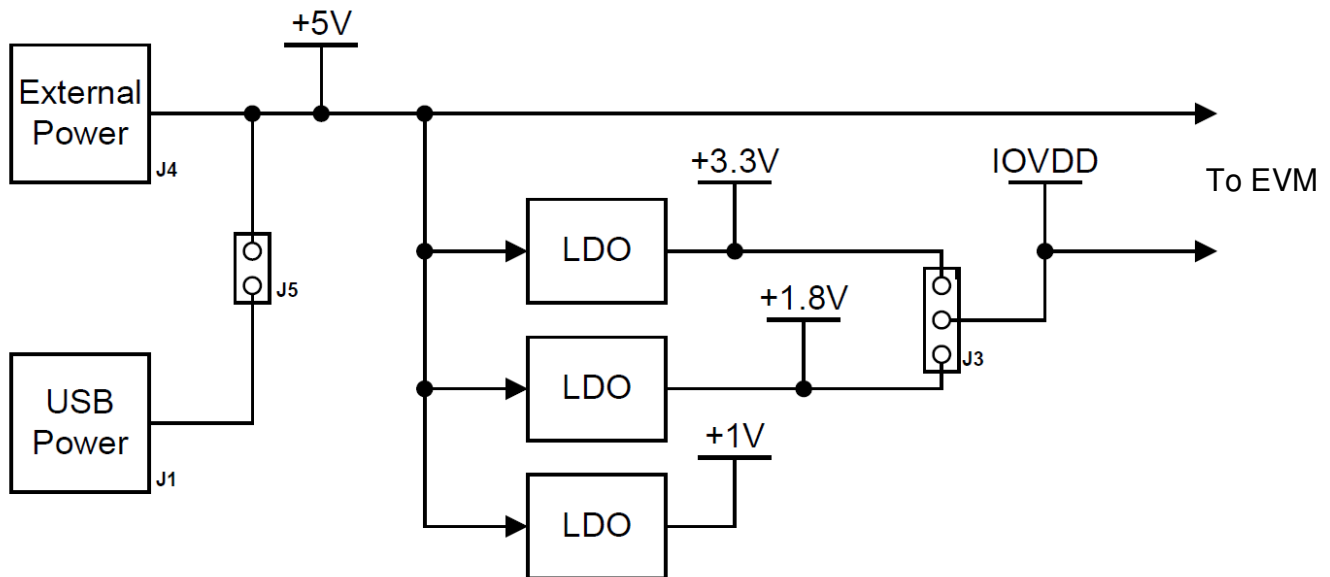 +5V
External
Power
J4
+3.3V
IOVDD
To EVM
LDO
J5
+1.8V
LDO
J3
USB
Power
J1
+1V
LDO